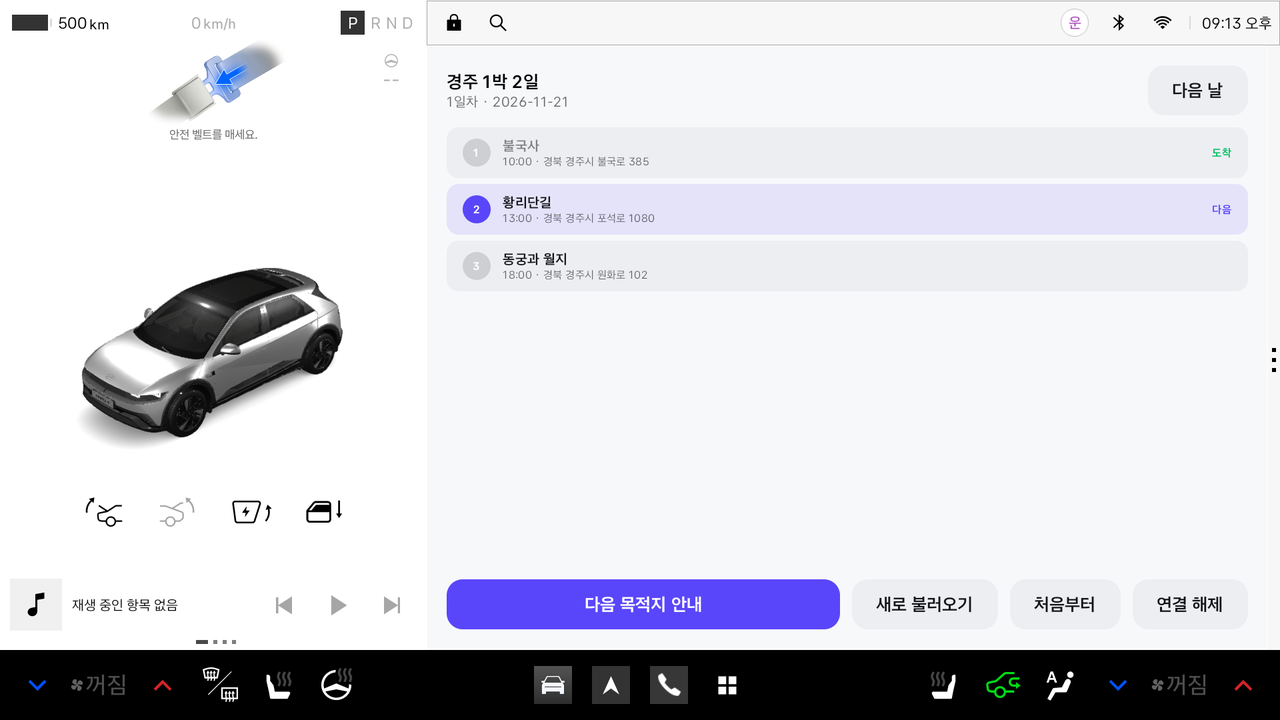 500 km
0 km/h
P R N D
운
09:13 오후
안전 벨트를 매세요.
경주 1박 2일
1일차 · 2026-11-21
다음 날
1
불국사
10:00 · 경북 경주시 불국로 385
도착
2
황리단길
13:00 · 경북 경주시 포석로 1080
다음
3
동궁과 월지
18:00 · 경북 경주시 원화로 102
재생 중인 항목 없음
다음 목적지 안내
새로 불러오기
처음부터
연결 해제
꺼짐
A
꺼짐